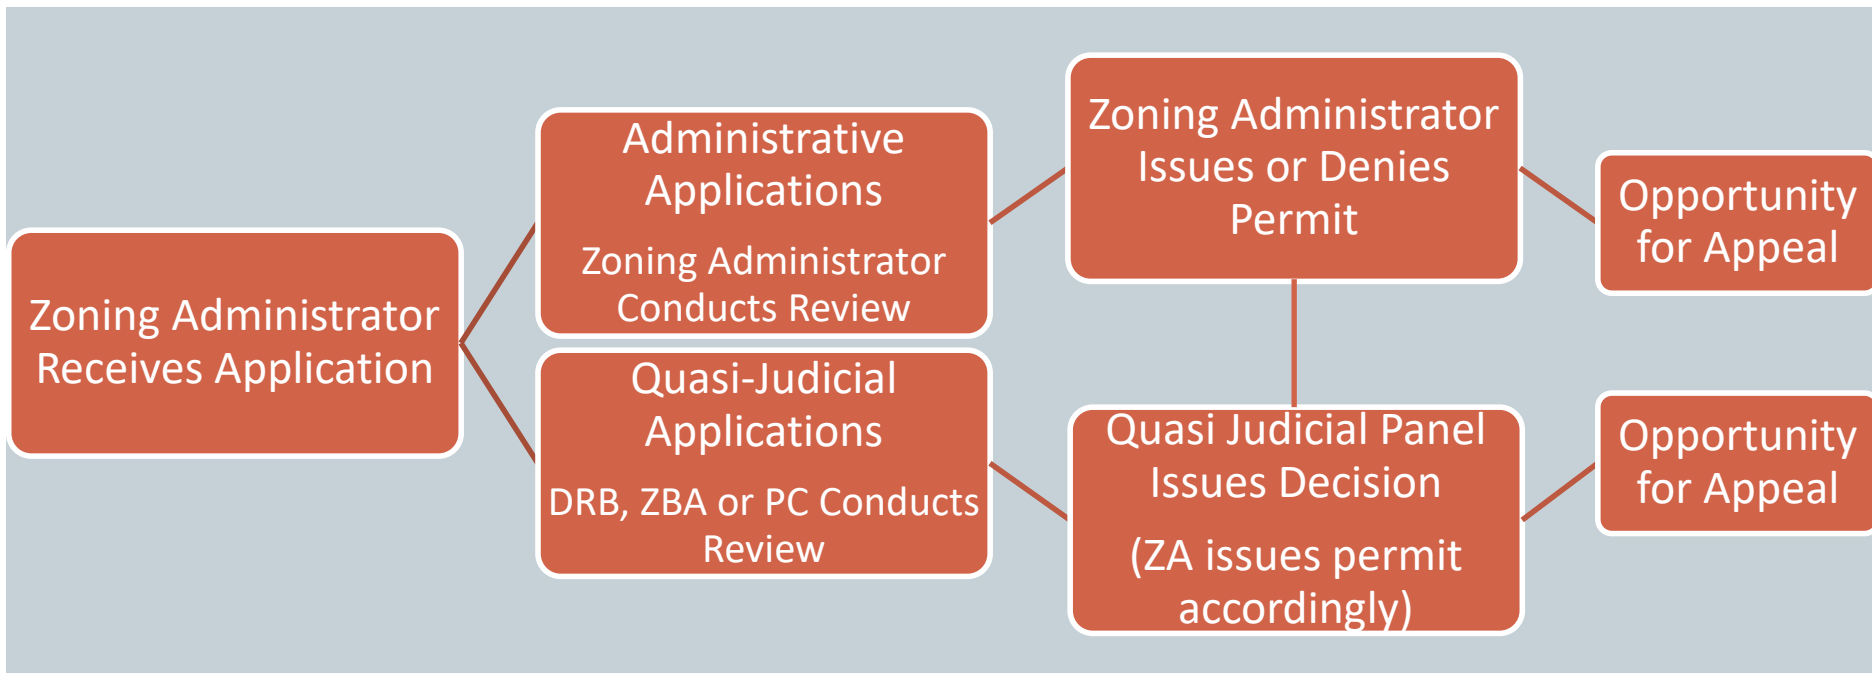 Zoning Administrator
Receives Application
Administrative
Applications
Zoning Administrator
Conducts Review
Quasi-Judicial
Applications
DRB, ZBA or PC Conducts
Review
Zoning Administrator
Issues or Denies
Permit
Quasi Judicial Panel
Issues Decision
(ZA issues permit
accordingly)
Opportunity
for Appeal
Opportunity
for Appeal